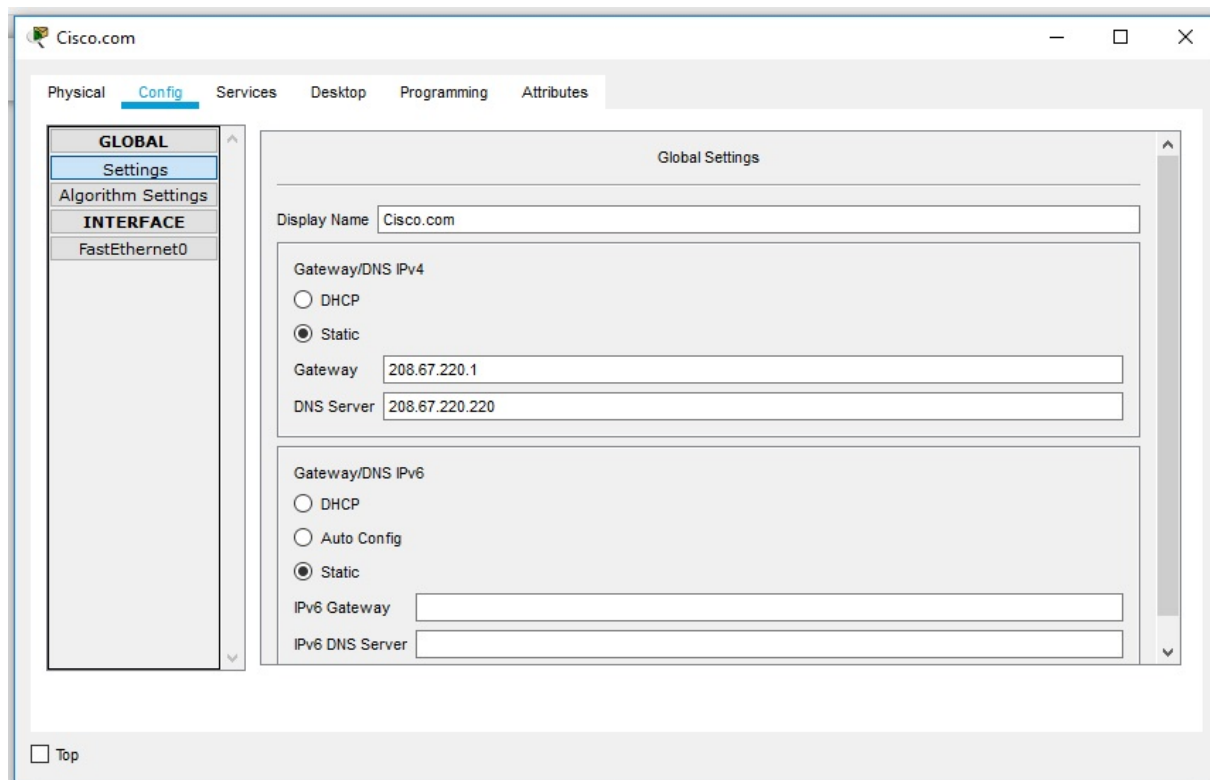 Cisco.com
Physical Config Services Desktop Programming Attributes
GLOBAL
Settings
Algorithm Settings
INTERFACE
FastEthernet0
Global Settings
Display Name Cisco.com
Gateway/DNS IPv4
DHCP
Static
Gateway 208.67.220.1
DNS Server 208.67.220.220
Gateway/DNS IPv6
DHCP
Auto Config
Static
IPv6 Gateway
IPv6 DNS Server
Top